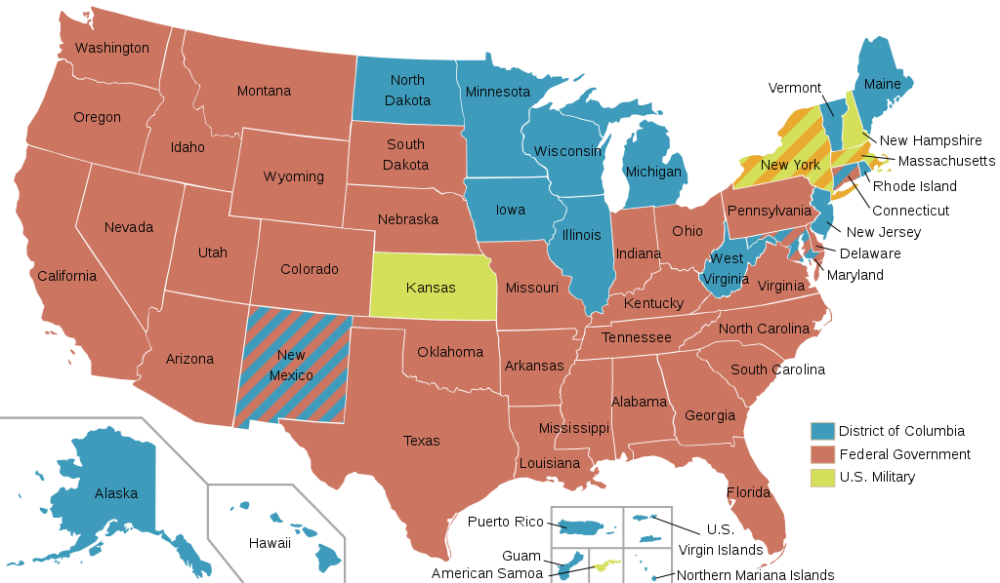 Washington
Oregon
Idaho
Montana
Wyoming
Nevada
California
Utah
Colorado
Arizona
New
Mexico
North
Dakota
South
Dakota
Nebraska
Kansas
Oklahoma
Texas
Minnesota
Iowa
Missouri
Arkansas
Louisiana
Wisconsin
Illinois
Michigan
Indiana
Ohio
Kentucky
Tennessee
Mississippi
Alabama
Georgia
Florida
South Carolina
North Carolina
Virginia
West
Virginia
Pennsylvania
New York
Vermont
Maine
New Hampshire
Massachusetts
Rhode Island
Connecticut
New Jersey
Delaware
Maryland
District of Columbia
Federal Government
U.S. Military
Alaska
Hawaii
Puerto Rico
U.S.
Virgin Islands
Guam
American Samoa
Northern Mariana Islands